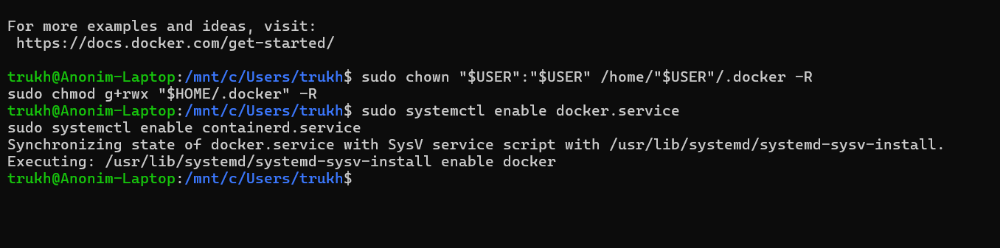 For more examples and ideas, visit:
 https://docs.docker.com/get-started/
trukh@Anonim-Laptop:/mnt/c/Users/trukh$ sudo chown "$USER":"$USER" /home/"$USER"/.docker -R
sudo chmod g+rwx "$HOME/.docker" -R
trukh@Anonim-Laptop:/mnt/c/Users/trukh$ sudo systemctl enable docker.service
sudo systemctl enable containerd.service
Synchronizing state of docker.service with SysV service script with /usr/lib/systemd/systemd-sysv-install.
Executing: /usr/lib/systemd/systemd-sysv-install enable docker
trukh@Anonim-Laptop:/mnt/c/Users/trukh$